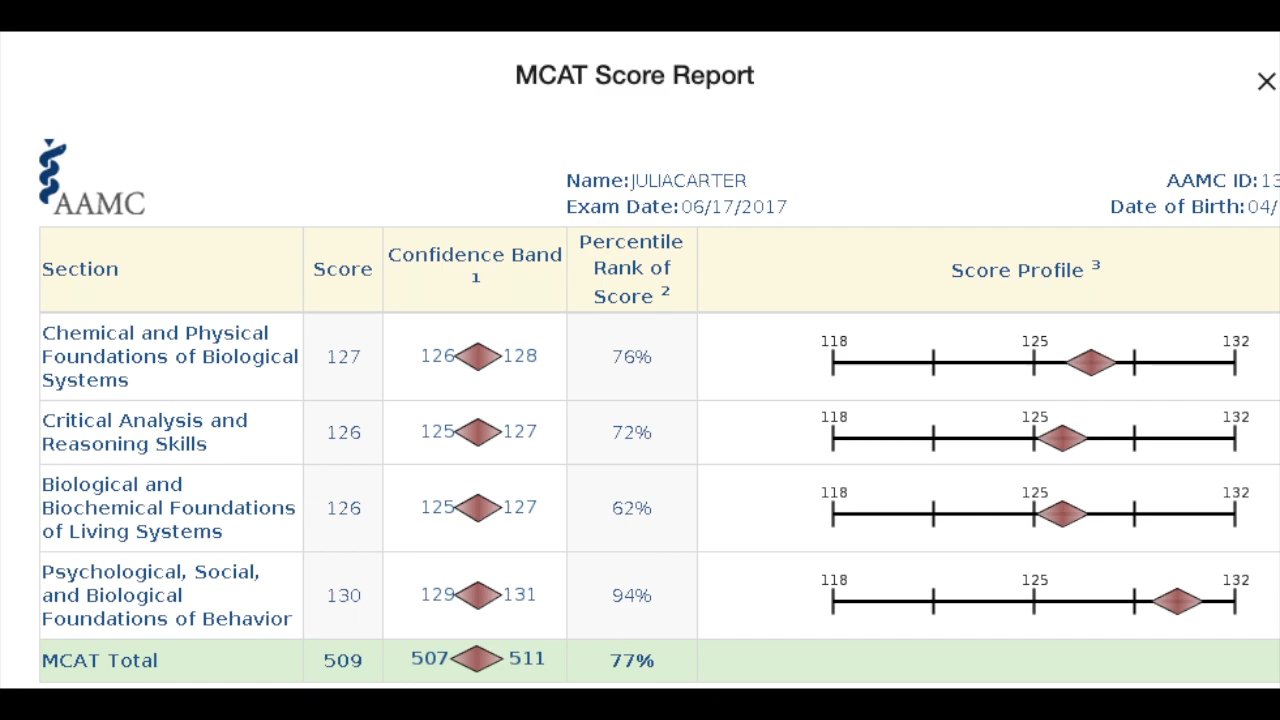 MCAT Score Report
×
AAMC
Name:JULIACARTER
AAMC ID:13
Exam Date:06/17/2017
Date of Birth:04/
Section
Score
Confidence Band
1
Percentile
Rank of
Score 2
Score Profile 3
Chemical and Physical
Foundations of Biological
Systems
127
126 128
76%
118 125 132
Critical Analysis and
Reasoning Skills
126
125 127
72%
118 125 132
Biological and
Biochemical Foundations
of Living Systems
126
125 127
62%
118 125 132
Psychological, Social,
and Biological
Foundations of Behavior
130
129 131
94%
118 125 132
MCAT Total
509
507 511
77%